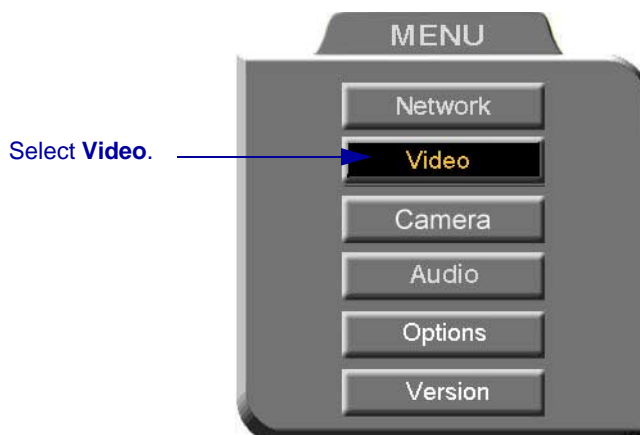 MENU
Network
Select Video.
Video
Camera
Audio
Options
Version